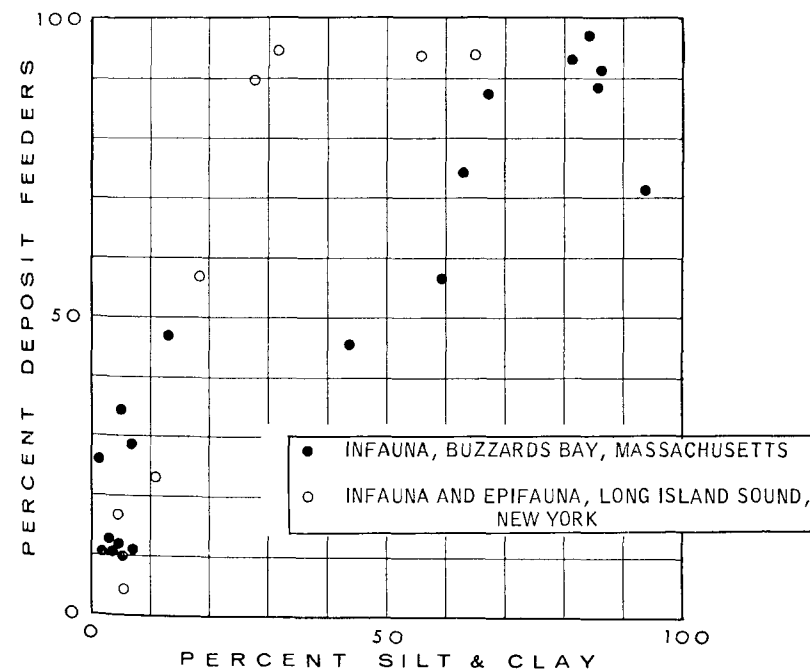 100
PERCENT DEPOSIT FEEDERS
50
● INFAUNA, BUZZARDS BAY, MASSACHUSETTS
○ INFAUNA AND EPIFAUNA, LONG ISLAND SOUND,
NEW YORK
0
0
50
100
PERCENT SILT & CLAY